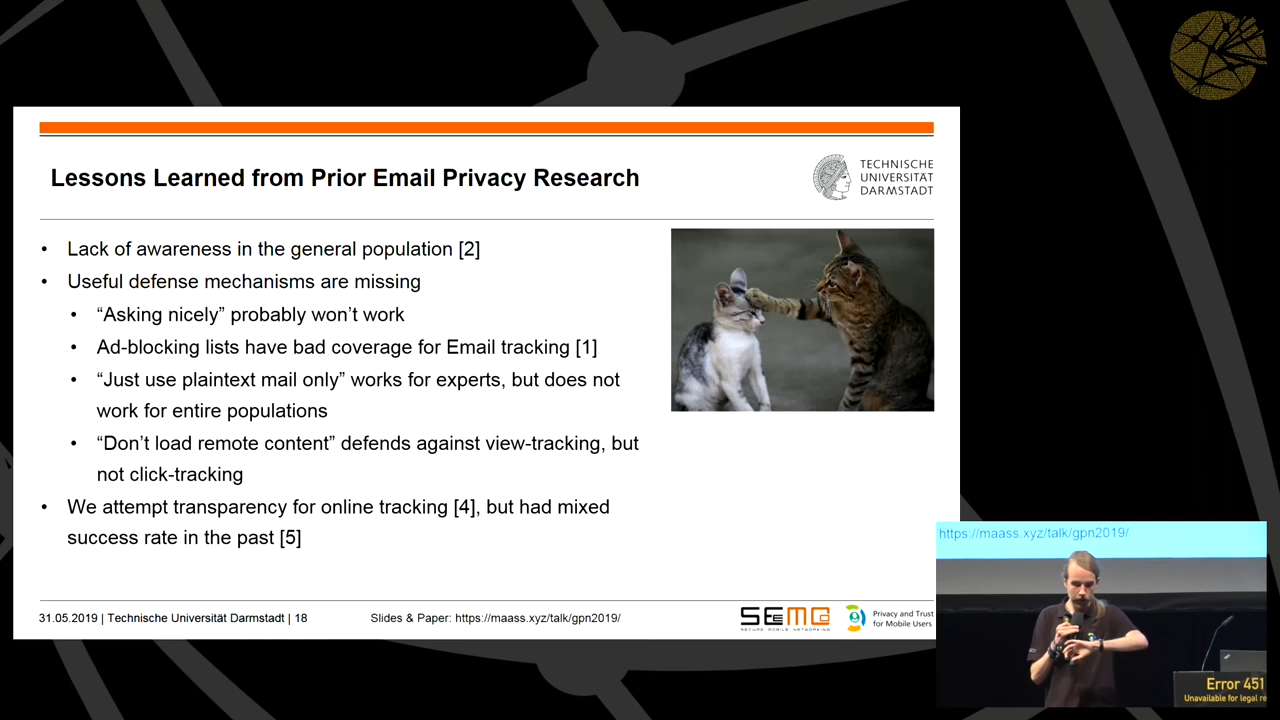 Lessons Learned from Prior Email Privacy Research
TECHNISCHE
UNIVERSITÄT
DARMSTADT
• Lack of awareness in the general population [2]
• Useful defense mechanisms are missing
• “Asking nicely” probably won’t work
• Ad-blocking lists have bad coverage for Email tracking [1]
• “Just use plaintext mail only” works for experts, but does not
work for entire populations
• “Don’t load remote content” defends against view-tracking, but
not click-tracking
• We attempt transparency for online tracking [4], but had mixed
success rate in the past [5]
31.05.2019 | Technische Universität Darmstadt | 18
Slides & Paper: https://maass.xyz/talk/gpn2019/
SEEMOO
SECURE MOBILE NETWORKING
Privacy and Trust
for Mobile Users
https://maass.xyz/talk/gpn2019/
Error 451
Unavailable for legal re